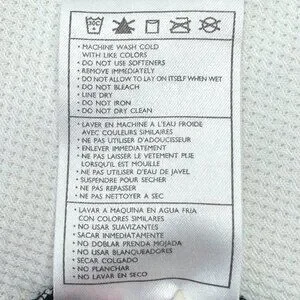 • MACHINE WASH COLD
WITH LIKE COLORS
• DO NOT USE SOFTENERS
• REMOVE IMMEDIATELY
• DO NOT ALLOW TO LAY ON ITSELF WHEN WET
• DO NOT BLEACH
• LINE DRY
• DO NOT IRON
• DO NOT DRY CLEAN
• LAVER EN MACHINE A L'EAU FROIDE
AVEC COULEURS SIMILAIRES
• NE PAS UTILISER D'ADOUCISSEUR
• ENLEVER IMMEDIATEMENT
• NE PAS LAISSER LE VETEMENT PLIE
LORSQU'IL EST MOUILLE
• NE PAS UTILISER D'EAU DE JAVEL
• SUSPENDRE POUR SECHER
• NE PAS REPASSER
• NE PAS NETTOYER A SEC
• LAVAR A MAQUINA EN AGUA FRIA
CON COLORES SIMILARES
• NO USAR SUAVIZANTES
• SACAR INMEDIATAMENTE
• NO DOBLAR PRENDA MOJADA
• NO USAR BLANQUEADORES
• SECAR COLGADO
• NO PLANCHAR
• NO LAVAR EN SECO